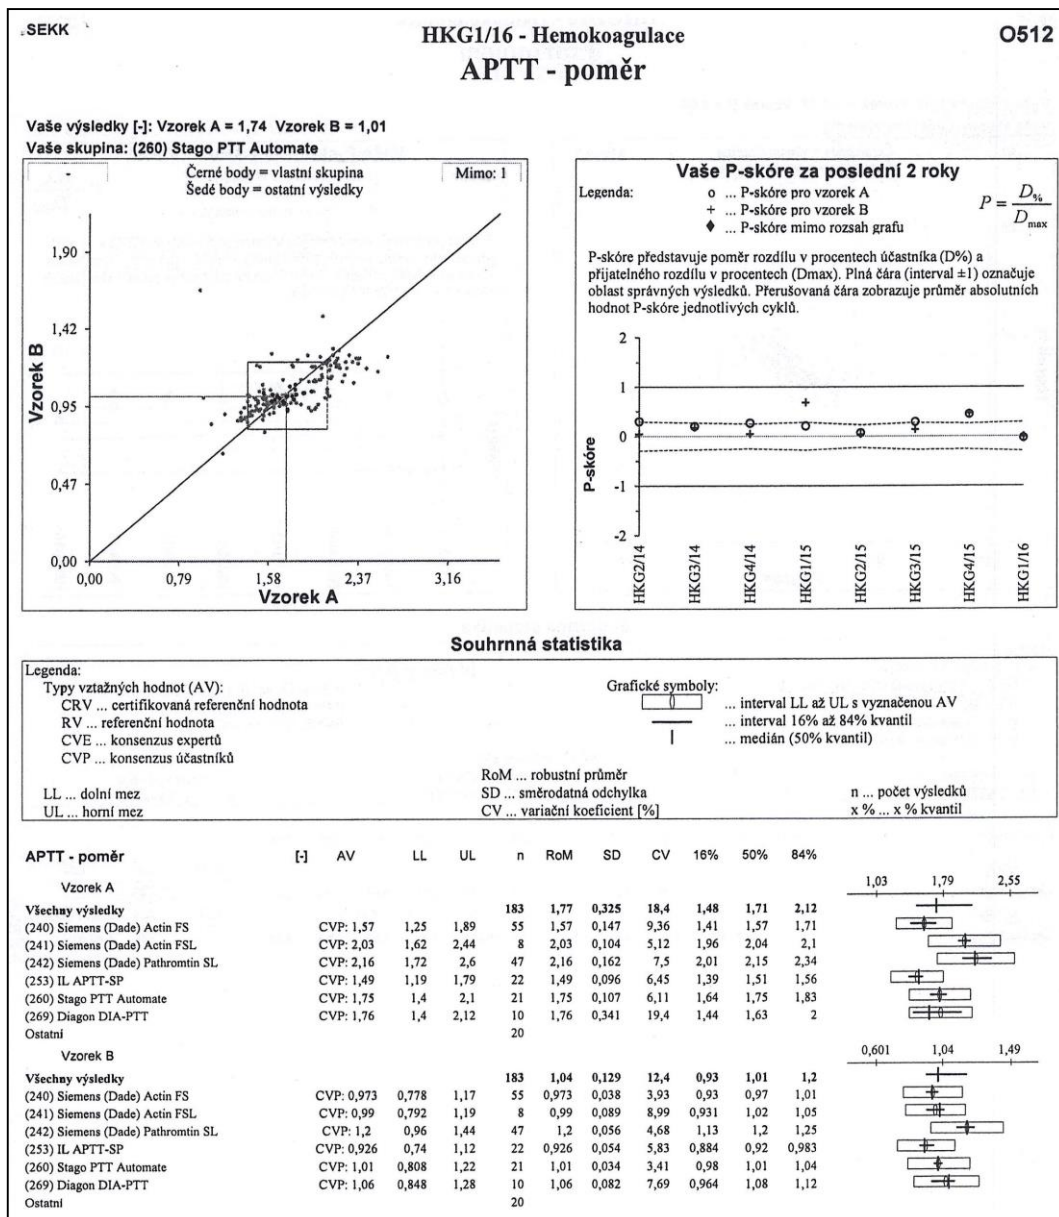 SEKK
HKG1/16 - Hemokoagulace
O512
APTT - poměr
Vaše výsledky [-]: Vzorek A = 1,74 Vzorek B = 1,01
Vaše skupina: (260) Stago PTT Automate
-
Černé body = vlastní skupina
Šedé body = ostatní výsledky
Mimo: 1
Vzorek B
1,90
1,42
0,95
0,47
0,00
0,00 0,79 1,58 2,37 3,16
Vzorek A
Vaše P-skóre za poslední 2 roky
Legenda:
o ... P-skóre pro vzorek A
+ ... P-skóre pro vzorek B
♦ ... P-skóre mimo rozsah grafu
P = D% / Dmax
P-skóre představuje poměr rozdílu v procentech účastníka (D%) a
přijatelného rozdílu v procentech (Dmax). Plná čára (interval ±1) označuje
oblast správných výsledků. Přerušovaná čára zobrazuje průměr absolutních
hodnot P-skóre jednotlivých cyklů.
P-skóre
2
1
0
-1
-2
HKG2/14 HKG3/14 HKG4/14 HKG1/15 HKG2/15 HKG3/15 HKG4/15 HKG1/16
Souhrnná statistika
Legenda:
Typy vztažných hodnot (AV):
CRV ... certifikovaná referenční hodnota
RV ... referenční hodnota
CVE ... konsenzus expertů
CVP ... konsenzus účastníků
LL ... dolní mez
UL ... horní mez
Grafické symboly:
... interval LL až UL s vyznačenou AV
... interval 16% až 84% kvantil
... medián (50% kvantil)
RoM ... robustní průměr
SD ... směrodatná odchylka
CV ... variační koeficient [%]
n ... počet výsledků
x % ... x % kvantil
APTT - poměr [-] AV LL UL n RoM SD CV 16% 50% 84%
Vzorek A 1,03 1,79 2,55
Všechny výsledky 183 1,77 0,325 18,4 1,48 1,71 2,12
(240) Siemens (Dade) Actin FS CVP: 1,57 1,25 1,89 55 1,57 0,147 9,36 1,41 1,57 1,71
(241) Siemens (Dade) Actin FSL CVP: 2,03 1,62 2,44 8 2,03 0,104 5,12 1,96 2,04 2,1
(242) Siemens (Dade) Pathromtin SL CVP: 2,16 1,72 2,6 47 2,16 0,162 7,5 2,01 2,15 2,34
(253) IL APTT-SP CVP: 1,49 1,19 1,79 22 1,49 0,096 6,45 1,39 1,51 1,56
(260) Stago PTT Automate CVP: 1,75 1,4 2,1 21 1,75 0,107 6,11 1,64 1,75 1,83
(269) Diagon DIA-PTT CVP: 1,76 1,4 2,12 10 1,76 0,341 19,4 1,44 1,63 2
Ostatní 20
Vzorek B 0,601 1,04 1,49
Všechny výsledky 183 1,04 0,129 12,4 0,93 1,01 1,2
(240) Siemens (Dade) Actin FS CVP: 0,973 0,778 1,17 55 0,973 0,038 3,93 0,93 0,97 1,01
(241) Siemens (Dade) Actin FSL CVP: 0,99 0,792 1,19 8 0,99 0,089 8,99 0,931 1,02 1,05
(242) Siemens (Dade) Pathromtin SL CVP: 1,2 0,96 1,44 47 1,2 0,056 4,68 1,13 1,2 1,25
(253) IL APTT-SP CVP: 0,926 0,74 1,12 22 0,926 0,054 5,83 0,884 0,92 0,983
(260) Stago PTT Automate CVP: 1,01 0,808 1,22 21 1,01 0,034 3,41 0,98 1,01 1,04
(269) Diagon DIA-PTT CVP: 1,06 0,848 1,28 10 1,06 0,082 7,69 0,964 1,08 1,12
Ostatní 20